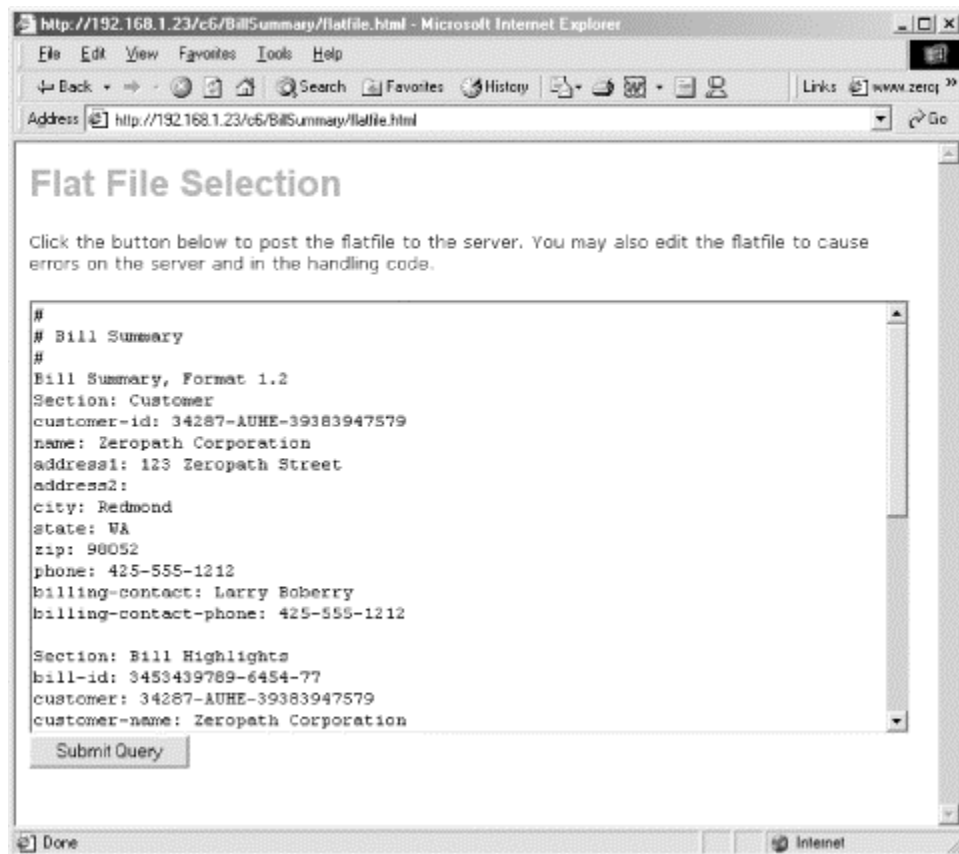 http://192.168.1.23/c6/BillSummary/flatfile.html - Microsoft Internet Explorer
File Edit View Favorites Tools Help
Back Search Favorites History Links www.zerop
Address http://192.168.1.23/c6/BillSummary/flatfile.html Go
Flat File Selection
Click the button below to post the flatfile to the server. You may also edit the flatfile to cause
errors on the server and in the handling code.
#
# Bill Summary
#
Bill Summary, Format 1.2
Section: Customer
customer-id: 34287-AUHE-39383947579
name: Zeropath Corporation
address1: 123 Zeropath Street
address2:
city: Redmond
state: WA
zip: 98052
phone: 425-555-1212
billing-contact: Larry Boberry
billing-contact-phone: 425-555-1212
Section: Bill Highlights
bill-id: 3453439789-6454-77
customer: 34287-AUHE-39383947579
customer-name: Zeropath Corporation
Submit Query
Done Internet